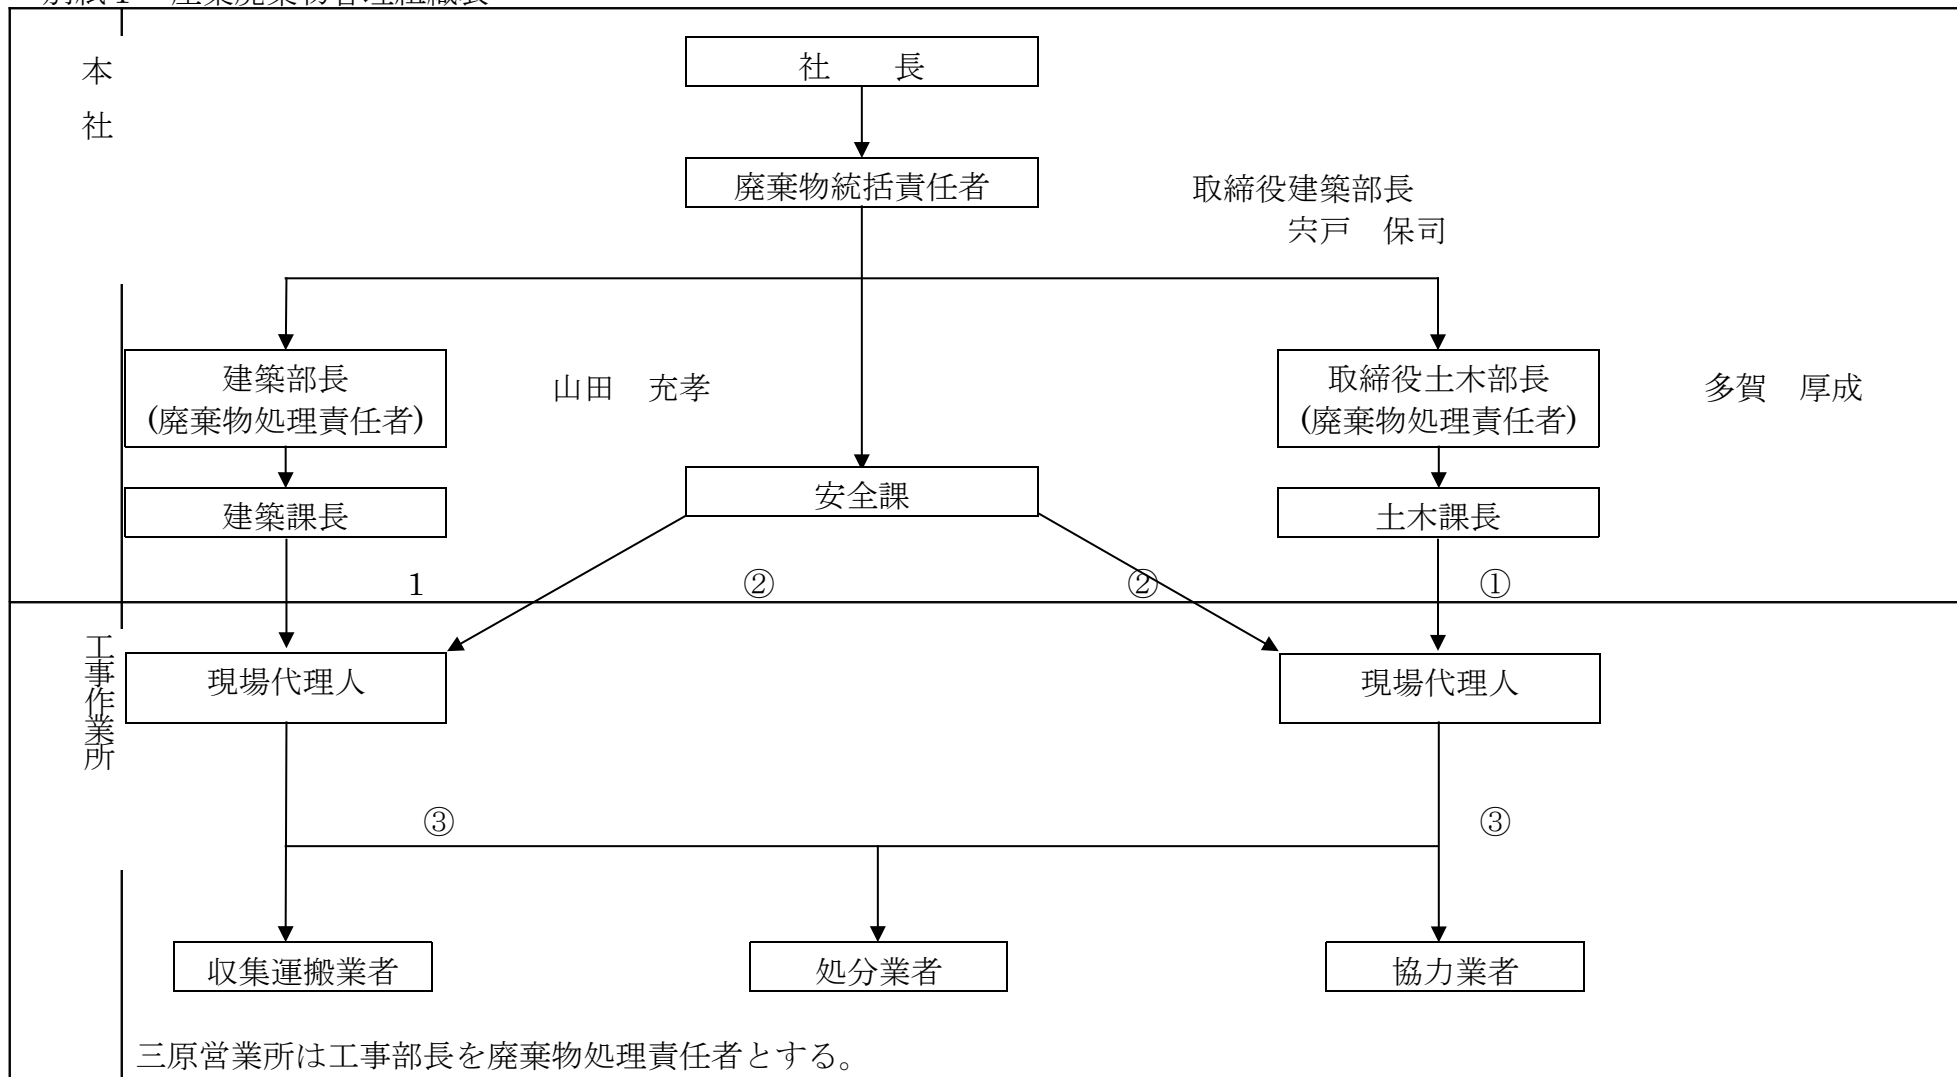 別紙1 産業廃棄物管理組織表
本社
社　　長
廃棄物統括責任者
取締役建築部長
宍戸　保司
建築部長
(廃棄物処理責任者)
山田　充孝
取締役土木部長
(廃棄物処理責任者)
多賀　厚成
建築課長
安全課
土木課長
1
②
②
①
工事作業所
現場代理人
現場代理人
③
③
収集運搬業者
処分業者
協力業者
三原営業所は工事部長を廃棄物処理責任者とする。